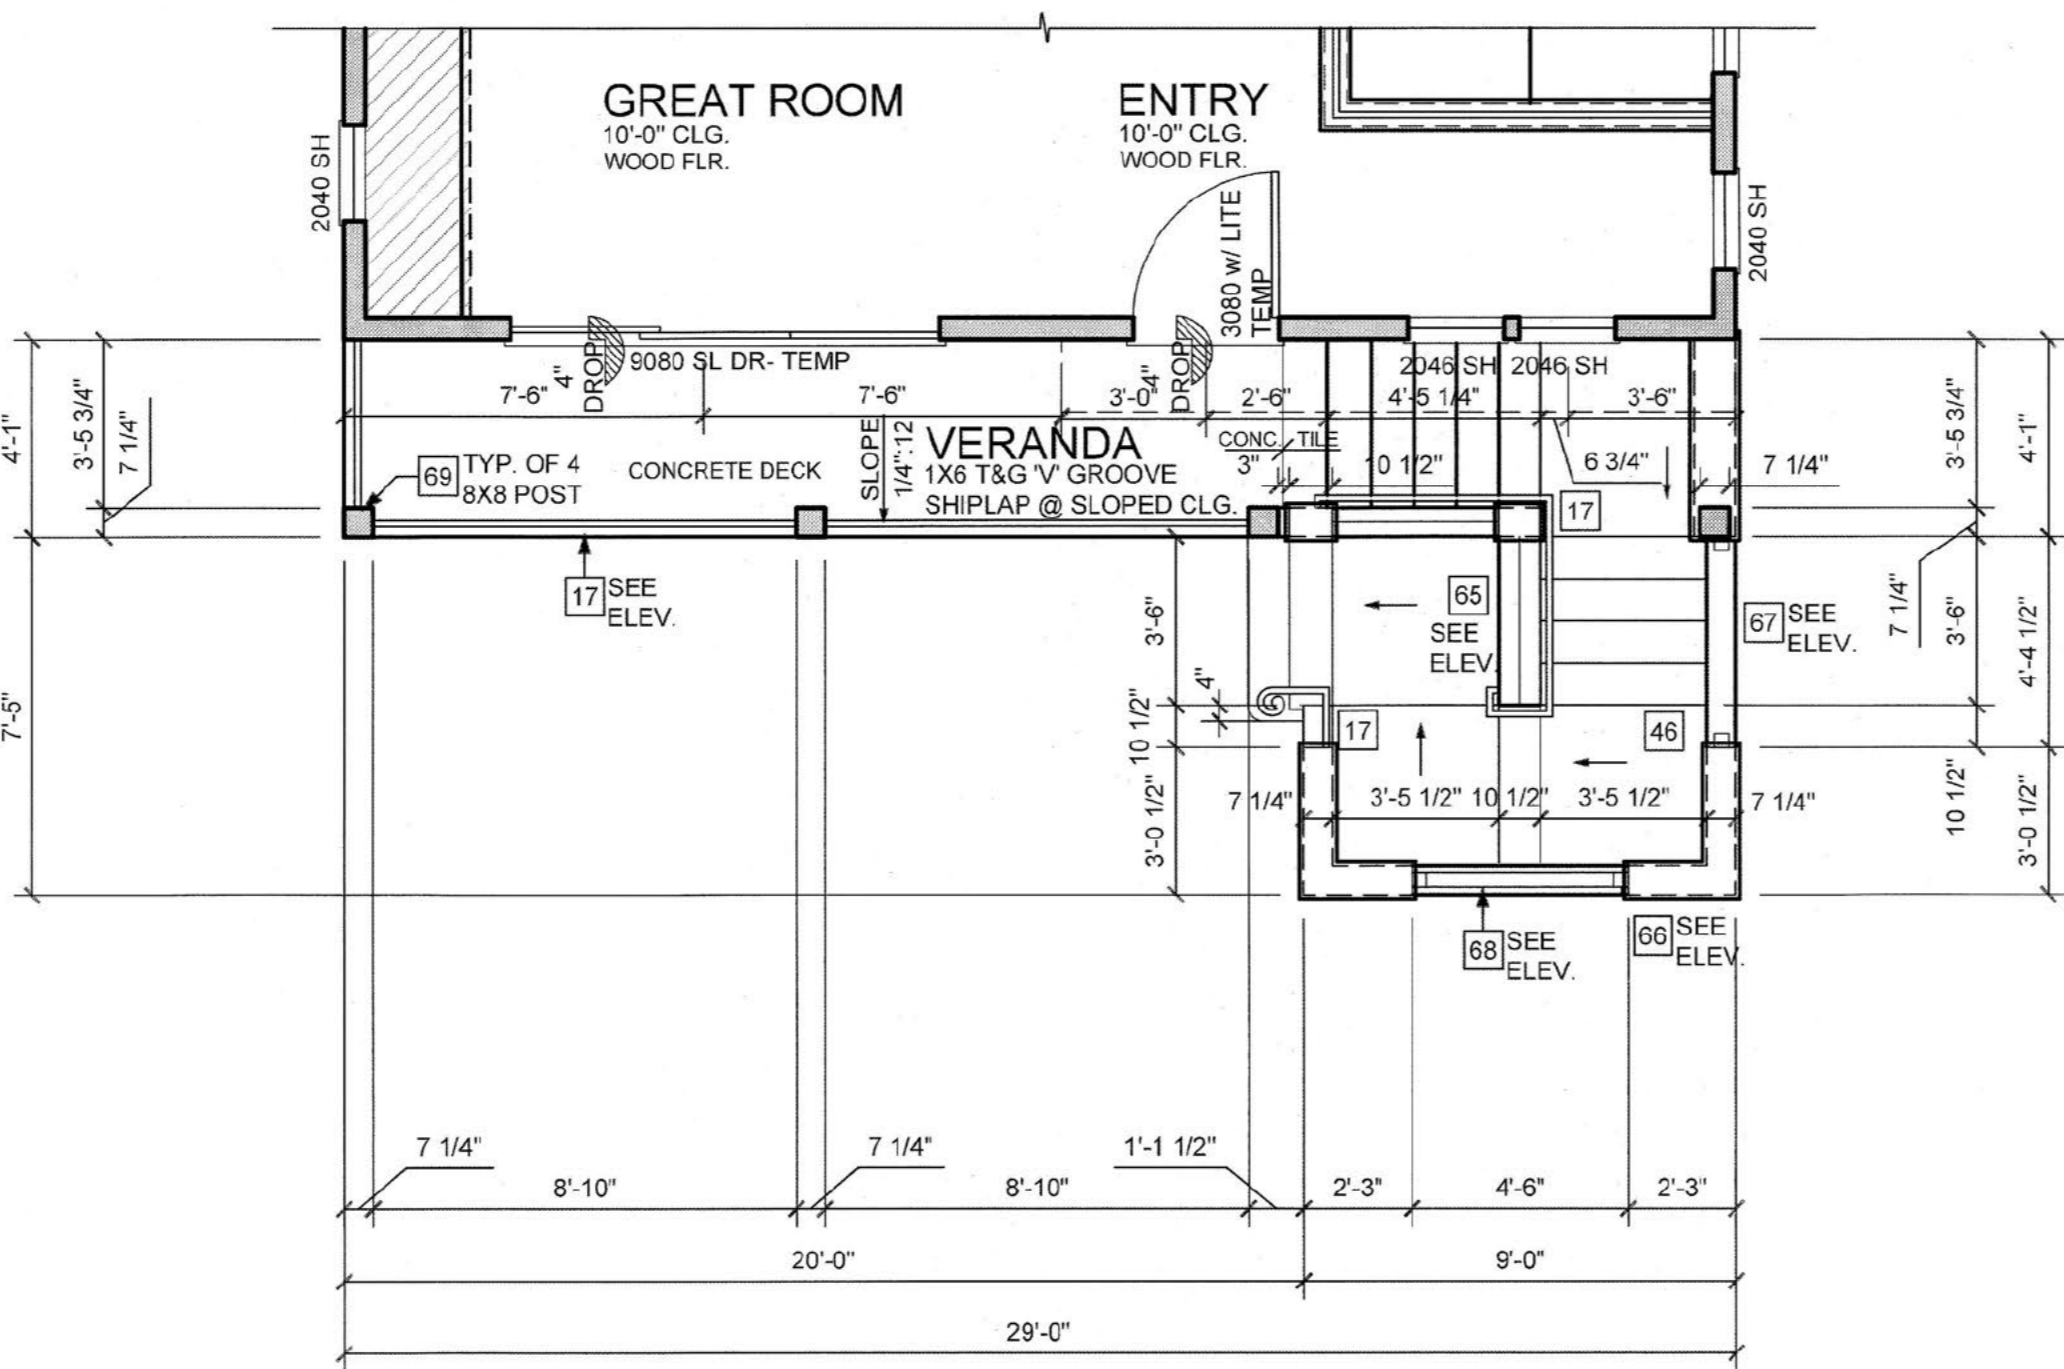 GREAT ROOM
10'-0" CLG.
WOOD FLR.
ENTRY
10'-0" CLG.
WOOD FLR.
2040 SH
3080 w/ LITE
TEMP
2040 SH
4"
DROP
9080 SL DR- TEMP
4"
DROP
2046 SH
2046 SH
7'-6"
7'-6"
3'-0"
2'-6"
4'-5 1/4"
3'-6"
4'-1"
3'-5 3/4"
7 1/4"
69
TYP. OF 4
8X8 POST
CONCRETE DECK
SLOPE
1/4":12
VERANDA
1X6 T&G 'V' GROOVE
SHIPLAP @ SLOPED CLG.
CONC. TILE
3"
10 1/2"
6 3/4"
7 1/4"
17
3'-5 3/4"
4'-1"
17
SEE
ELEV.
65
SEE
ELEV.
67
SEE
ELEV.
7 1/4"
3'-6"
4'-4 1/2"
7'-5"
3'-6"
4"
10 1/2"
3'-0 1/2"
17
46
7 1/4"
3'-5 1/2"
10 1/2"
3'-5 1/2"
7 1/4"
10 1/2"
3'-0 1/2"
68
SEE
ELEV.
66
SEE
ELEV.
7 1/4"
7 1/4"
1'-1 1/2"
8'-10"
8'-10"
2'-3"
4'-6"
2'-3"
20'-0"
9'-0"
29'-0"